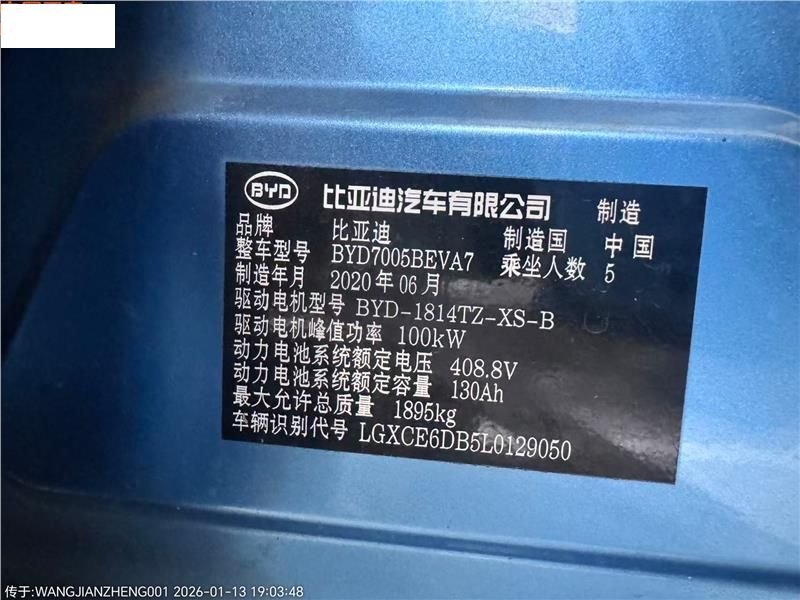 BYD 比亚迪汽车有限公司 制造
品牌 比亚迪 制造国 中国
整车型号 BYD7005BEVA7 乘坐人数 5
制造年月 2020年06月
驱动电机型号 BYD-1814TZ-XS-B
驱动电机峰值功率 100kW
动力电池系统额定电压 408.8V
动力电池系统额定容量 130Ah
最大允许总质量 1895kg
车辆识别代号 LGXCE6DB5L0129050
传于:WANGJIANZHENG001 2026-01-13 19:03:48